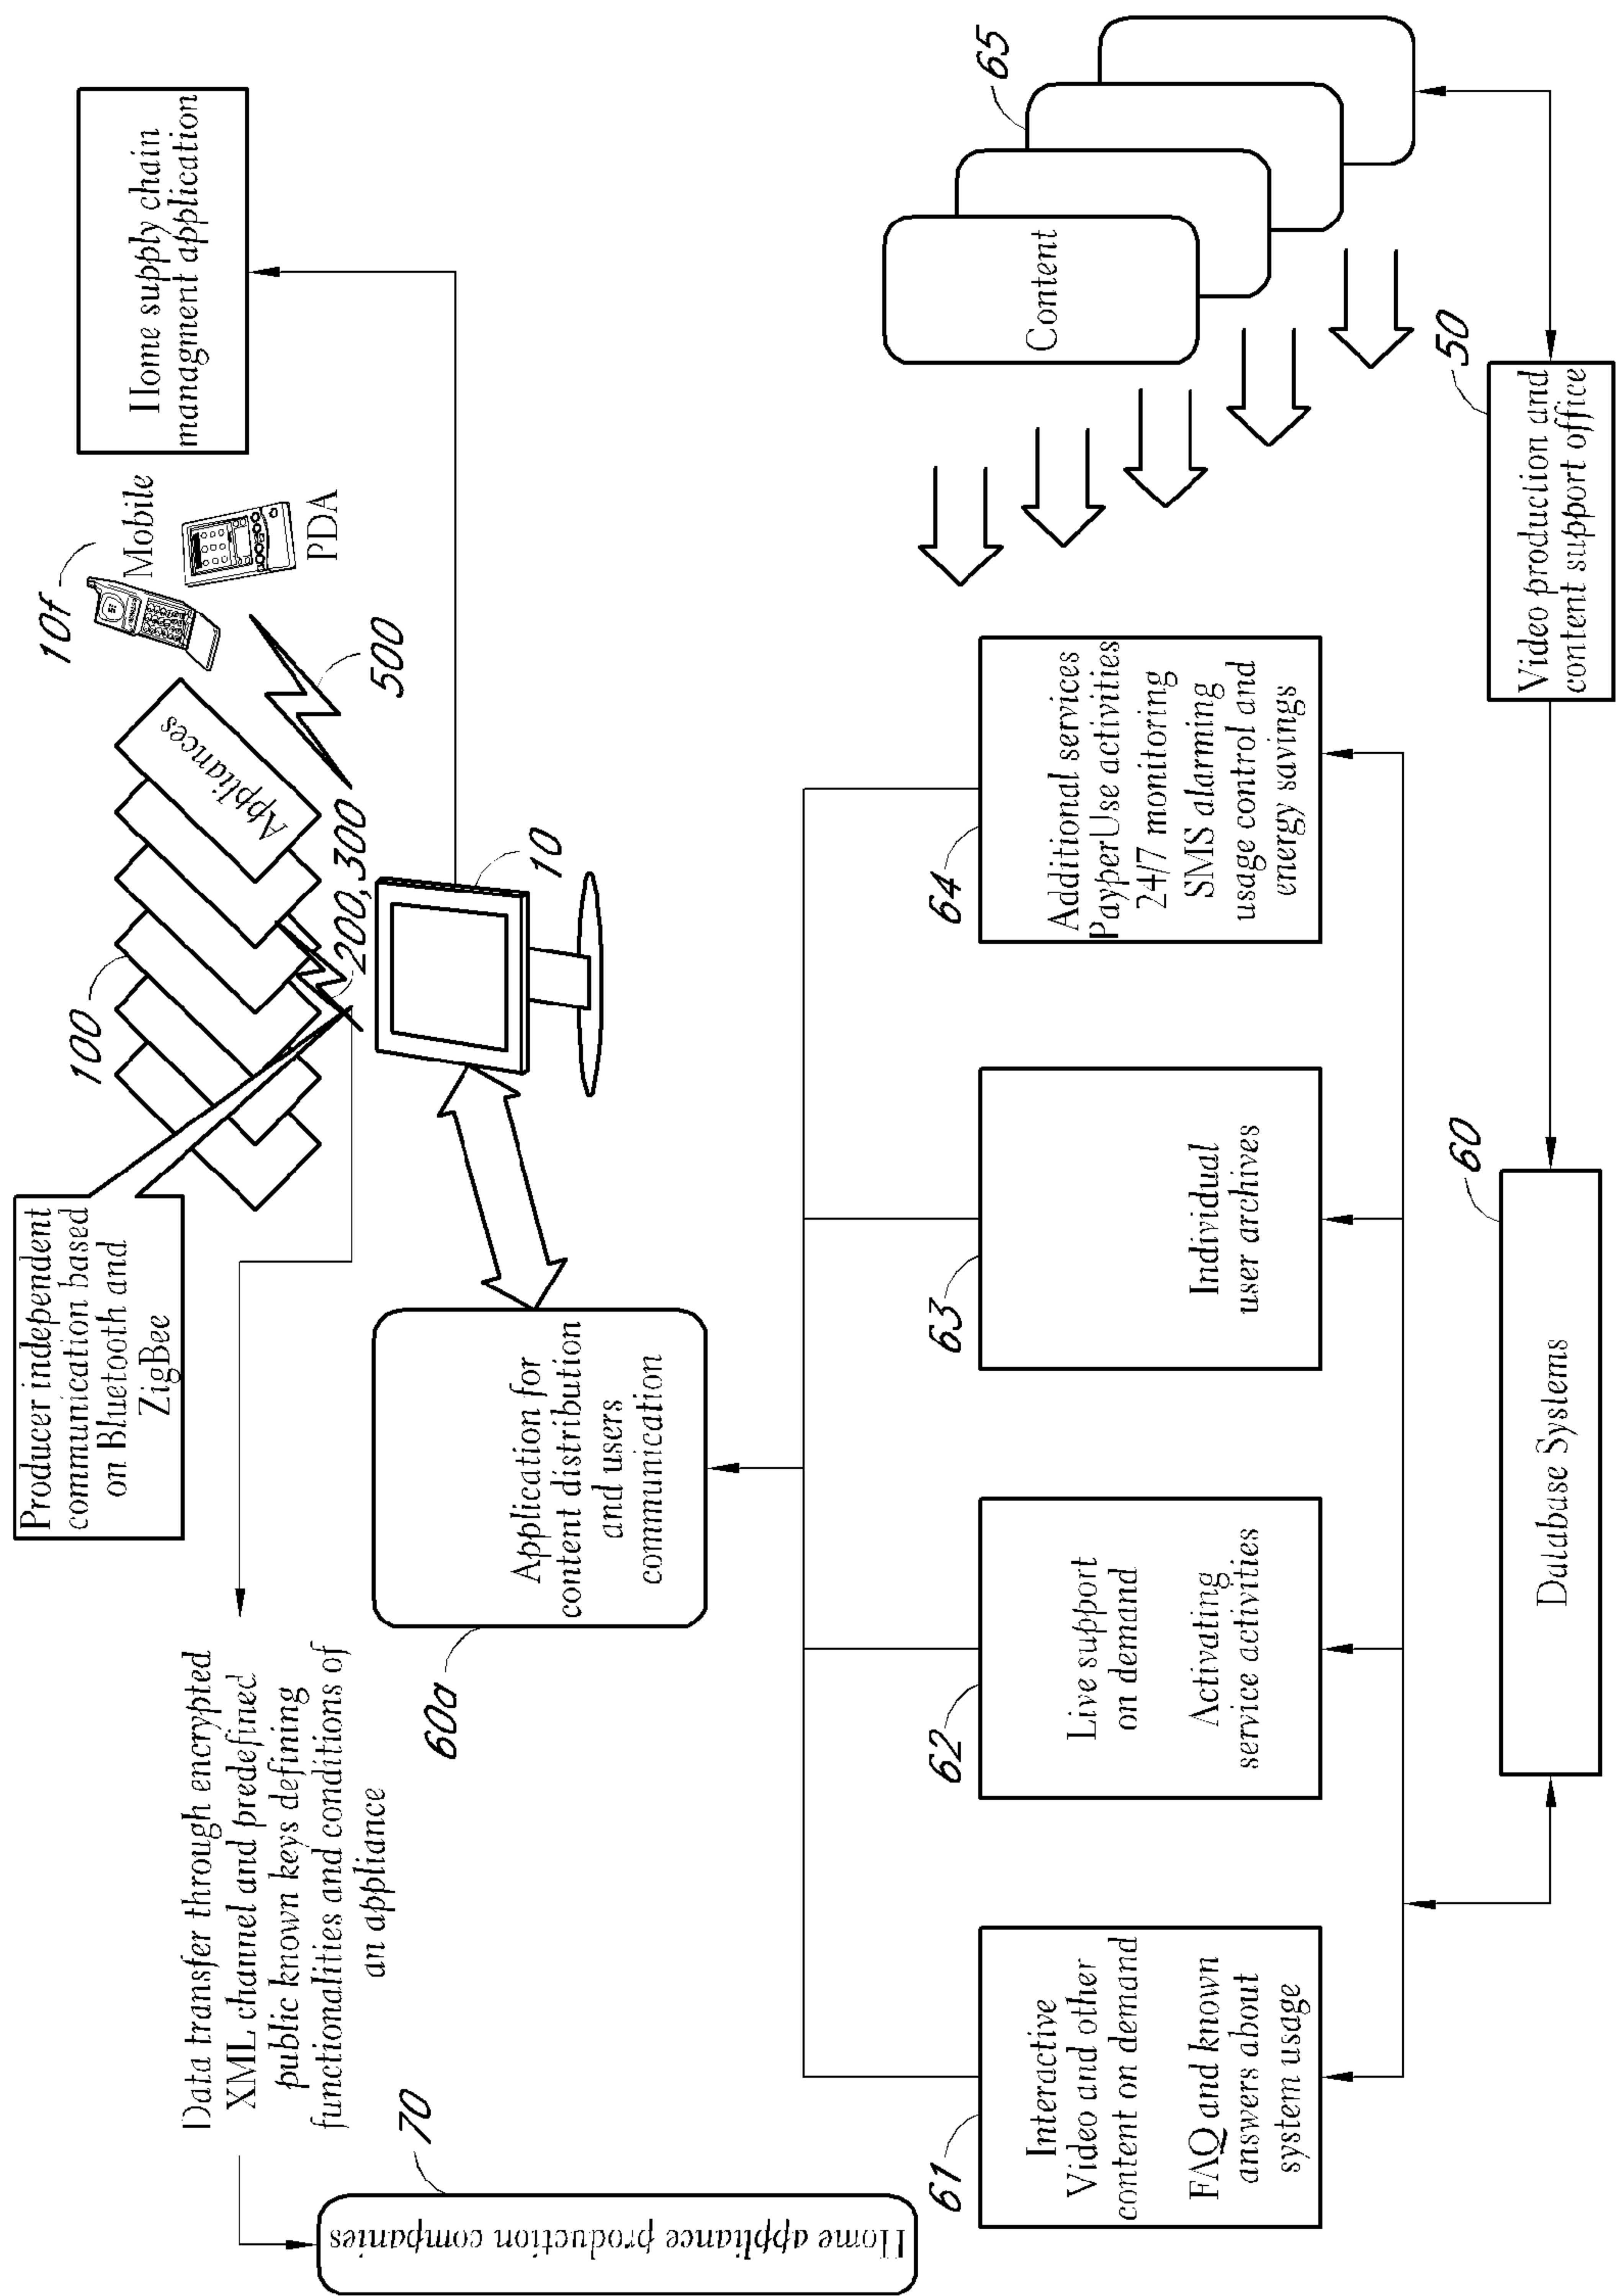 Producer independent
communication based
on Bluetooth and
ZigBee
100
Appliances
10f
Mobile
PDA
Home supply chain
managment application
200,300
500
10
Data transfer through encrypted
XML channel and predefined
public known keys defining
functionalities and conditions of
an appliance
70
Home appliance production companies
60a
Application for
content distribution
and users
communication
61
Interactive
Video and other
content on demand
FAQ and known
answers about
system usage
62
Live support
on demand
Activating
service activities
63
Individual
user archives
64
Additional services
PayperUse activities
24/7 monitoring
SMS alarming
usage control and
energy savings
Content
65
60
Database Systems
50
Video production and
content support office